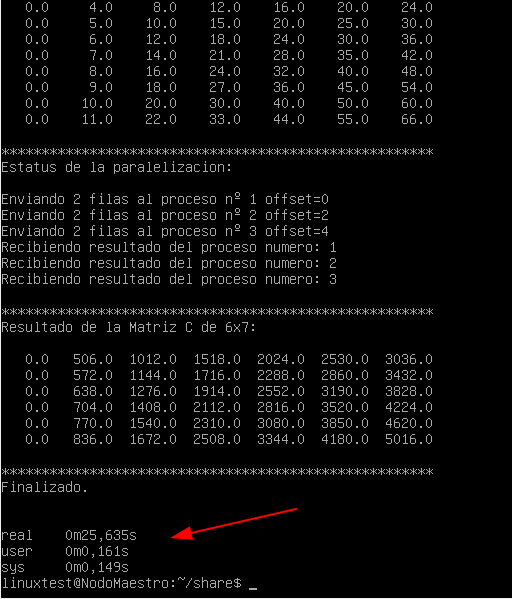 0.0 4.0 8.0 12.0 16.0 20.0 24.0
0.0 5.0 10.0 15.0 20.0 25.0 30.0
0.0 6.0 12.0 18.0 24.0 30.0 36.0
0.0 7.0 14.0 21.0 28.0 35.0 42.0
0.0 8.0 16.0 24.0 32.0 40.0 48.0
0.0 9.0 18.0 27.0 36.0 45.0 54.0
0.0 10.0 20.0 30.0 40.0 50.0 60.0
0.0 11.0 22.0 33.0 44.0 55.0 66.0
******************************************************
Estatus de la paralelizacion:
Enviando 2 filas al proceso nº 1 offset=0
Enviando 2 filas al proceso nº 2 offset=2
Enviando 2 filas al proceso nº 3 offset=4
Recibiendo resultado del proceso numero: 1
Recibiendo resultado del proceso numero: 2
Recibiendo resultado del proceso numero: 3
******************************************************
Resultado de la Matriz C de 6x7:
0.0 506.0 1012.0 1518.0 2024.0 2530.0 3036.0
0.0 572.0 1144.0 1716.0 2288.0 2860.0 3432.0
0.0 638.0 1276.0 1914.0 2552.0 3190.0 3828.0
0.0 704.0 1408.0 2112.0 2816.0 3520.0 4224.0
0.0 770.0 1540.0 2310.0 3080.0 3850.0 4620.0
0.0 836.0 1672.0 2508.0 3344.0 4180.0 5016.0
******************************************************
Finalizado.
real 0m25,635s
user 0m0,161s
sys 0m0,149s
linuxtest@NodoMaestro:~/share$ _